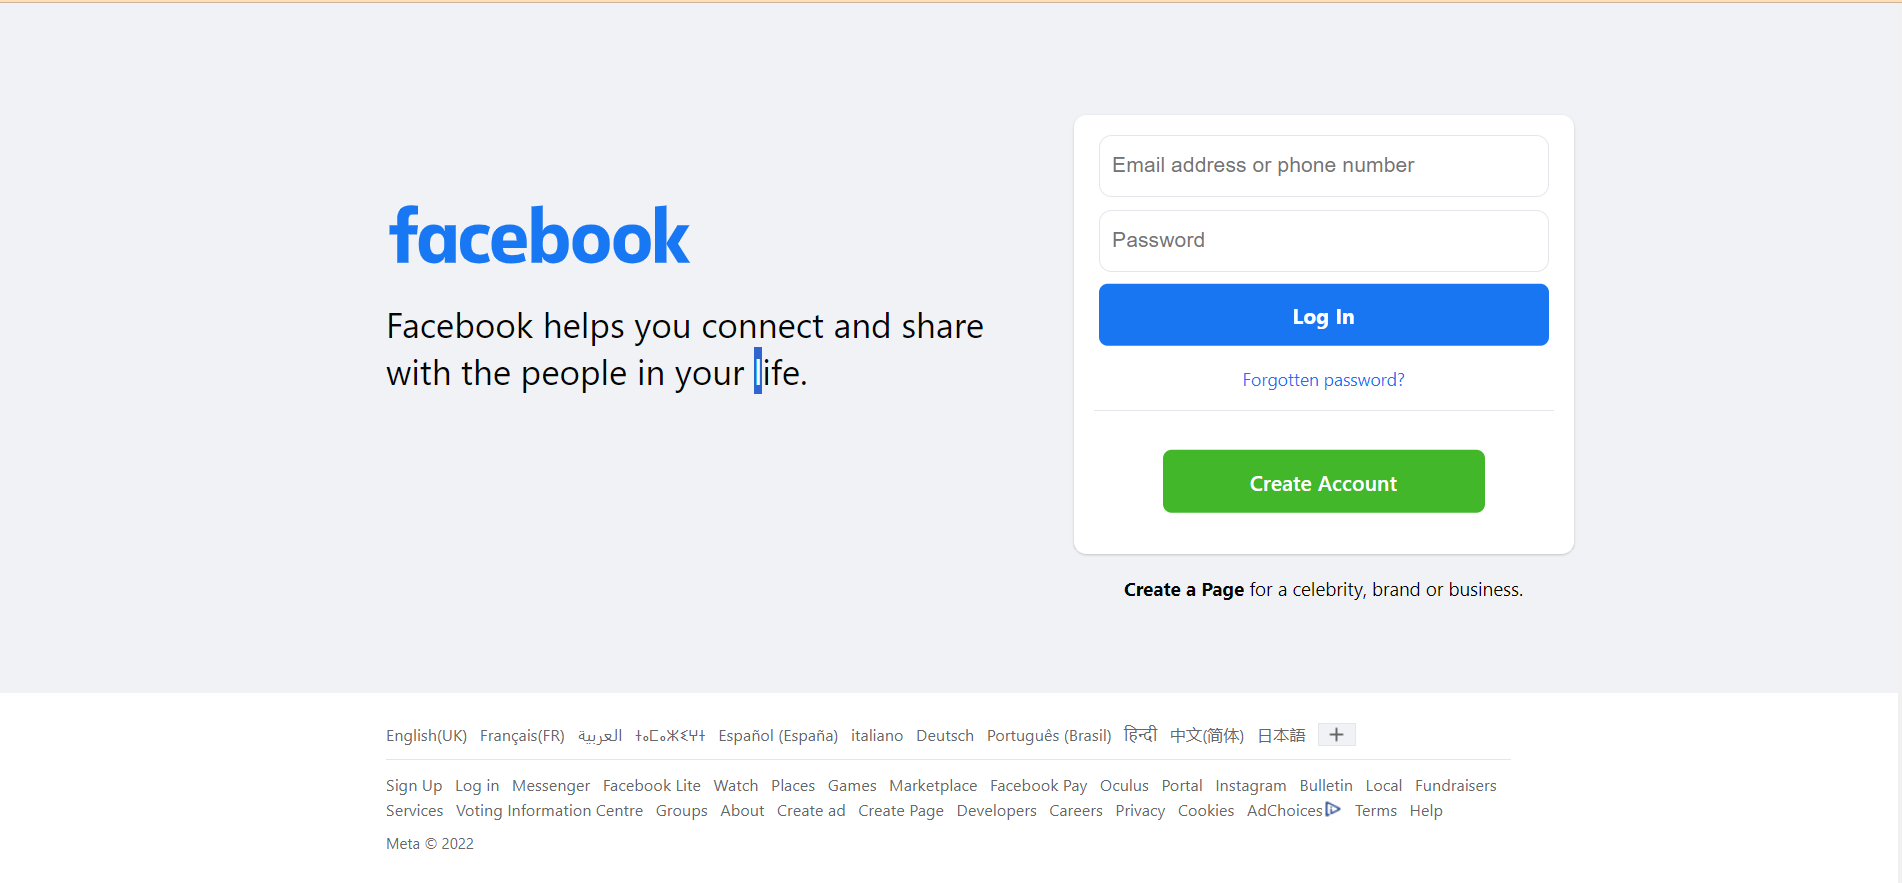 facebook
Facebook helps you connect and share
with the people in your life.
Email address or phone number
Password
Log In
Forgotten password?
Create Account
Create a Page for a celebrity, brand or business.
English(UK) Français(FR) العربية ⵜⴰⵎⴰⵣⵉⵖⵜ Español (España) italiano Deutsch Português (Brasil) हिन्दी 中文(简体) 日本語 +
Sign Up Log in Messenger Facebook Lite Watch Places Games Marketplace Facebook Pay Oculus Portal Instagram Bulletin Local Fundraisers
Services Voting Information Centre Groups About Create ad Create Page Developers Careers Privacy Cookies AdChoices Terms Help
Meta © 2022